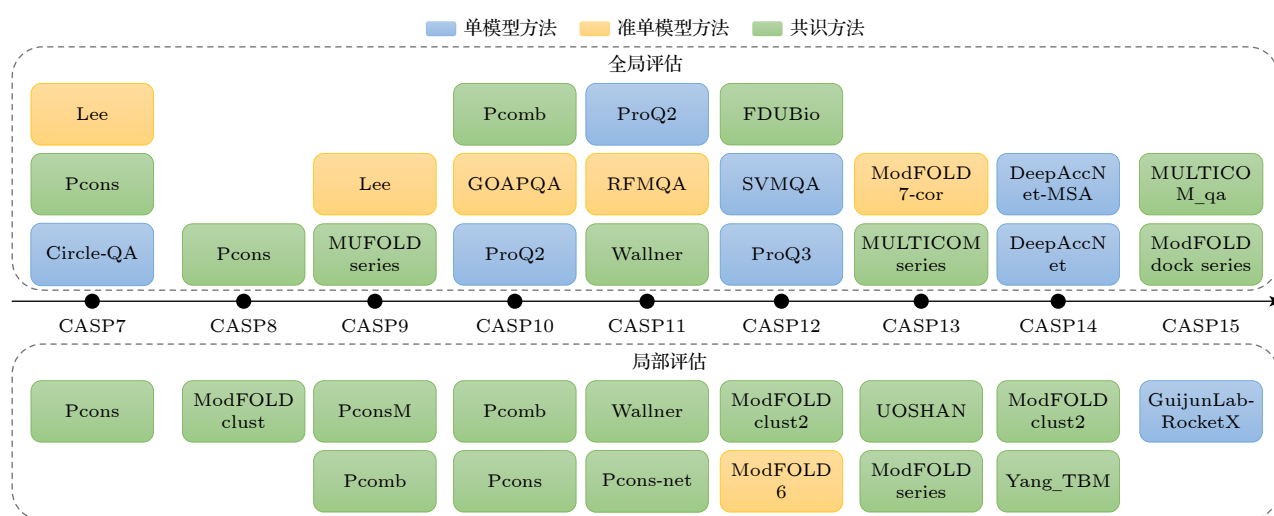 单模型方法 准单模型方法 共识方法
全局评估
Lee Pcomb ProQ2 FDUBio
Pcons Lee GOAPQA RFMQA SVMQA ModFOLD
7-cor DeepAccN
et-MSA MULTICO
M_qa
Circle-QA Pcons MUFOLD
series ProQ2 Wallner ProQ3 MULTICOM
series DeepAccN
et ModFOLD
dock series
CASP7 CASP8 CASP9 CASP10 CASP11 CASP12 CASP13 CASP14 CASP15
局部评估
Pcons ModFOLD
clust PconsM Pcomb Wallner ModFOLD
clust2 UOSHAN ModFOLD
clust2 GuijunLab-
RocketX
Pcomb Pcons Pcons-net ModFOLD
6 ModFOLD
series Yang_TBM